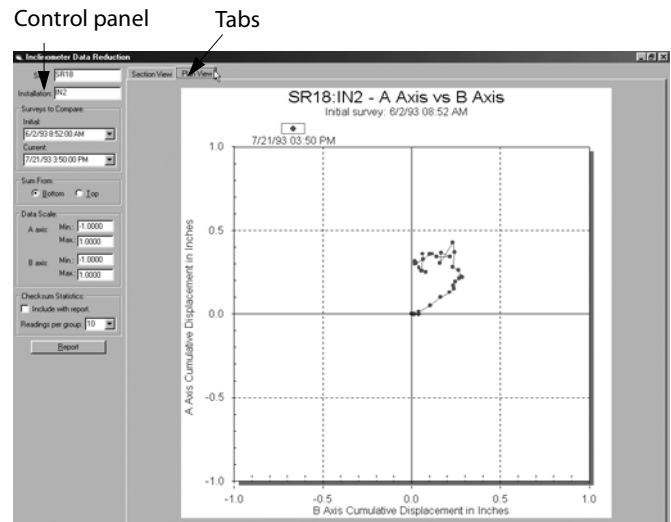 Control panel
Tabs
Inclinometer Data Reduction
SR18
Installation: IN2
Surveys to Compare:
Initial:
6/2/93 8:52:00 AM
Current:
7/21/93 3:50:00 PM
Sum From:
Bottom Top
Data Scale:
A axis: Min.: -1.0000
Max.: 1.0000
B axis: Min.: -1.0000
Max.: 1.0000
Checksum Statistics:
Include with report.
Readings per group: 10
Report
Section View Plan View
SR18:IN2 - A Axis vs B Axis
Initial survey: 6/2/93 08:52 AM
7/21/93 03:50 PM
A Axis Cumulative Displacement in Inches
1.0
0.5
0.0
-0.5
-1.0
-1.0 -0.5 0.0 0.5 1.0
B Axis Cumulative Displacement in Inches